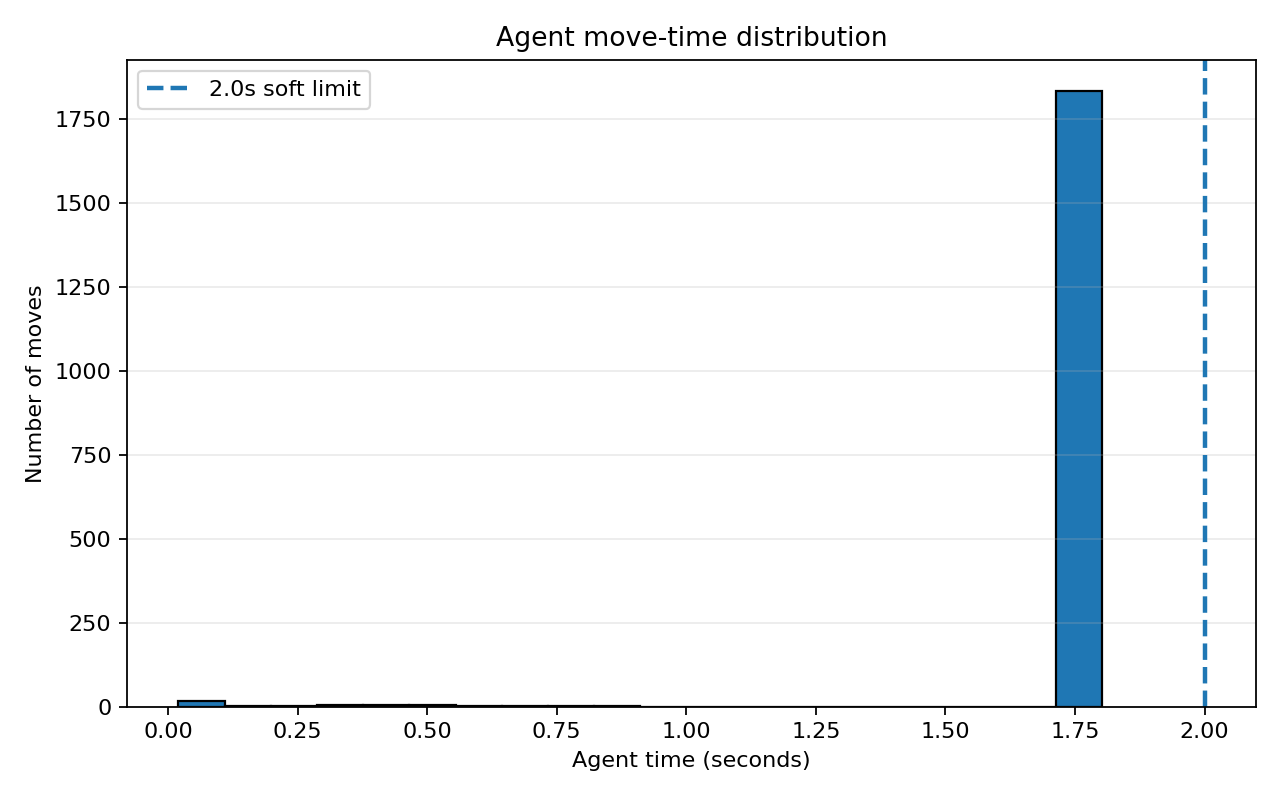 Agent move-time distribution
2.0s soft limit
Number of moves
1750
1500
1250
1000
750
500
250
0
0.00 0.25 0.50 0.75 1.00 1.25 1.50 1.75 2.00
Agent time (seconds)